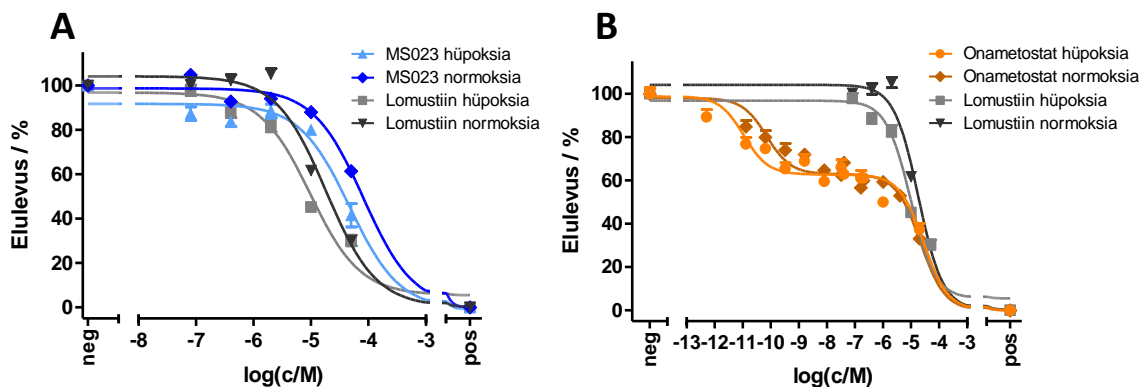 A
MS023 hüpoksia
MS023 normoksia
Lomustiin hüpoksia
Lomustiin normoksia
Elulevus / %
100
80
60
40
20
0
neg
-8
-7
-6
-5
-4
-3
pos
log(c/M)
B
Onametostat hüpoksia
Onametostat normoksia
Lomustiin hüpoksia
Lomustiin normoksia
Elulevus / %
100
80
60
40
20
0
neg
-13
-12
-11
-10
-9
-8
-7
-6
-5
-4
-3
pos
log(c/M)